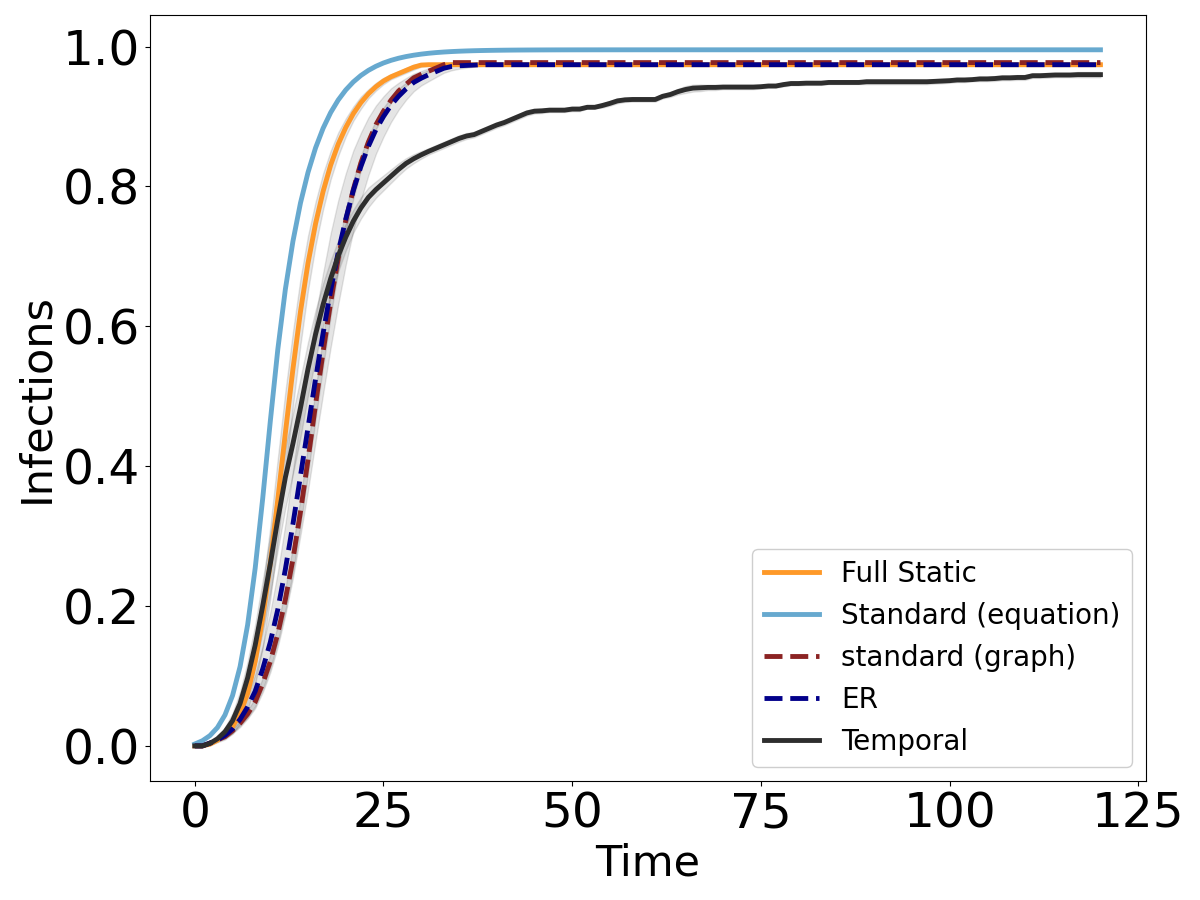 1.0
0.8
0.6
0.4
0.2
0.0
Infections
0
25
50
75
100
125
Time
Full Static
Standard (equation)
standard (graph)
ER
Temporal